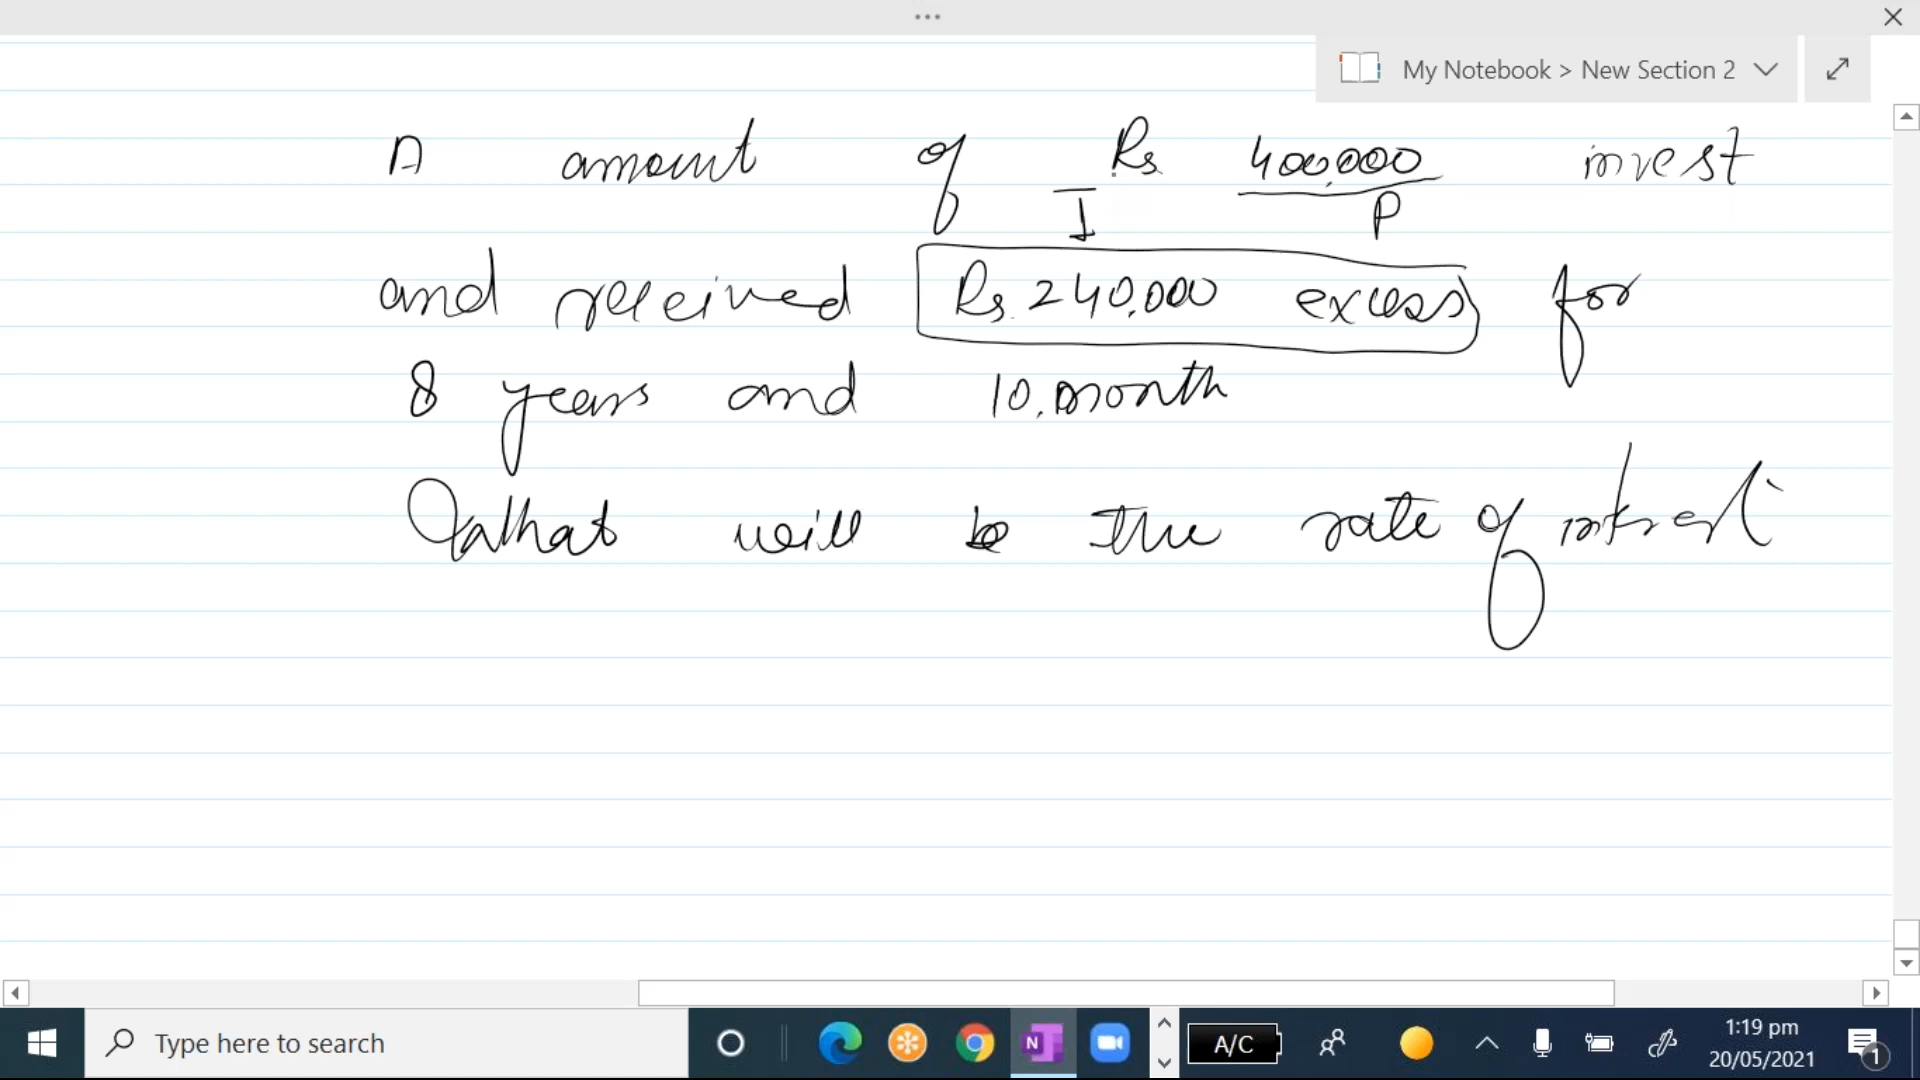 My Notebook > New Section 2
A amount of Rs 400,000 invest
I P
and received Rs. 240,000 excess for
8 years and 10.month
What will be the rate of interest
Type here to search
N
A/C
1:19 pm
20/05/2021
1